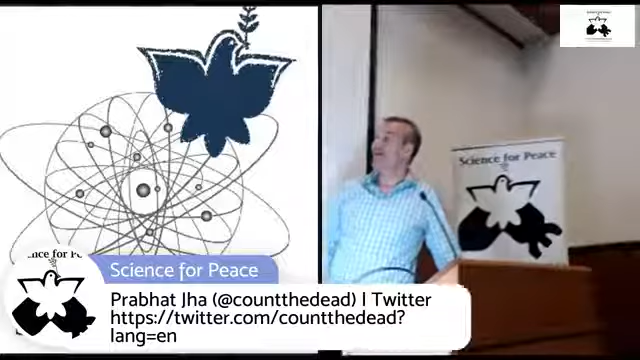 Science for Peace
Science for Peace
Prabhat Jha (@countthedead) | Twitter
https://twitter.com/countthedead?
lang=en